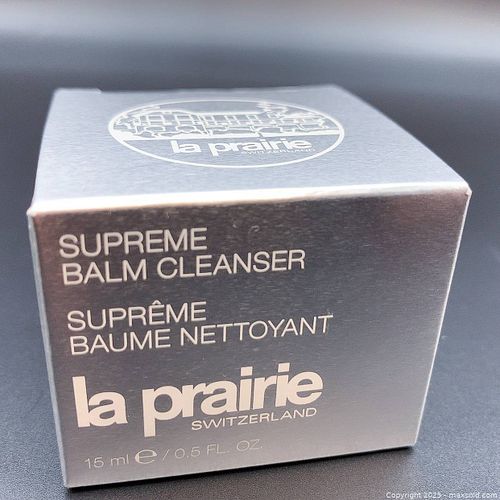 la prairie
SWITZERLAND
SUPREME
BALM CLEANSER
SUPRÊME
BAUME NETTOYANT
la prairie
SWITZERLAND
15 ml ℮ / 0.5 FL. OZ.
Copyright 2025 - maxsold.com